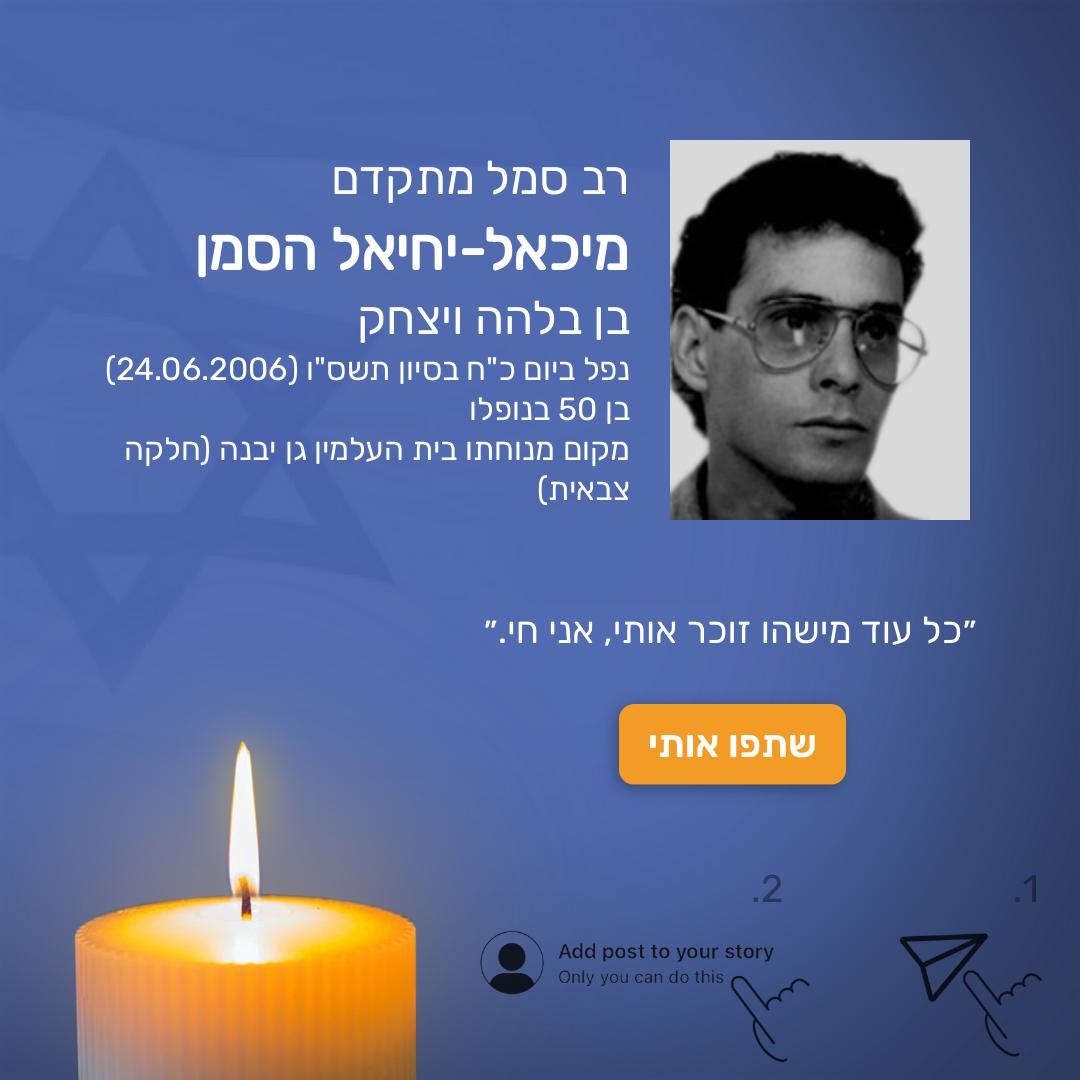 רב סמל מתקדם
מיכאל-יחיאל הסמן
בן בלהה ויצחק
נפל ביום כ"ח בסיון תשס"ו (24.06.2006)
בן 50 בנופלו
מקום מנוחתו בית העלמין גן יבנה (חלקה
צבאית)
״כל עוד מישהו זוכר אותי, אני חי.״
שתפו אותי
1.
2.
Add post to your story
Only you can do this